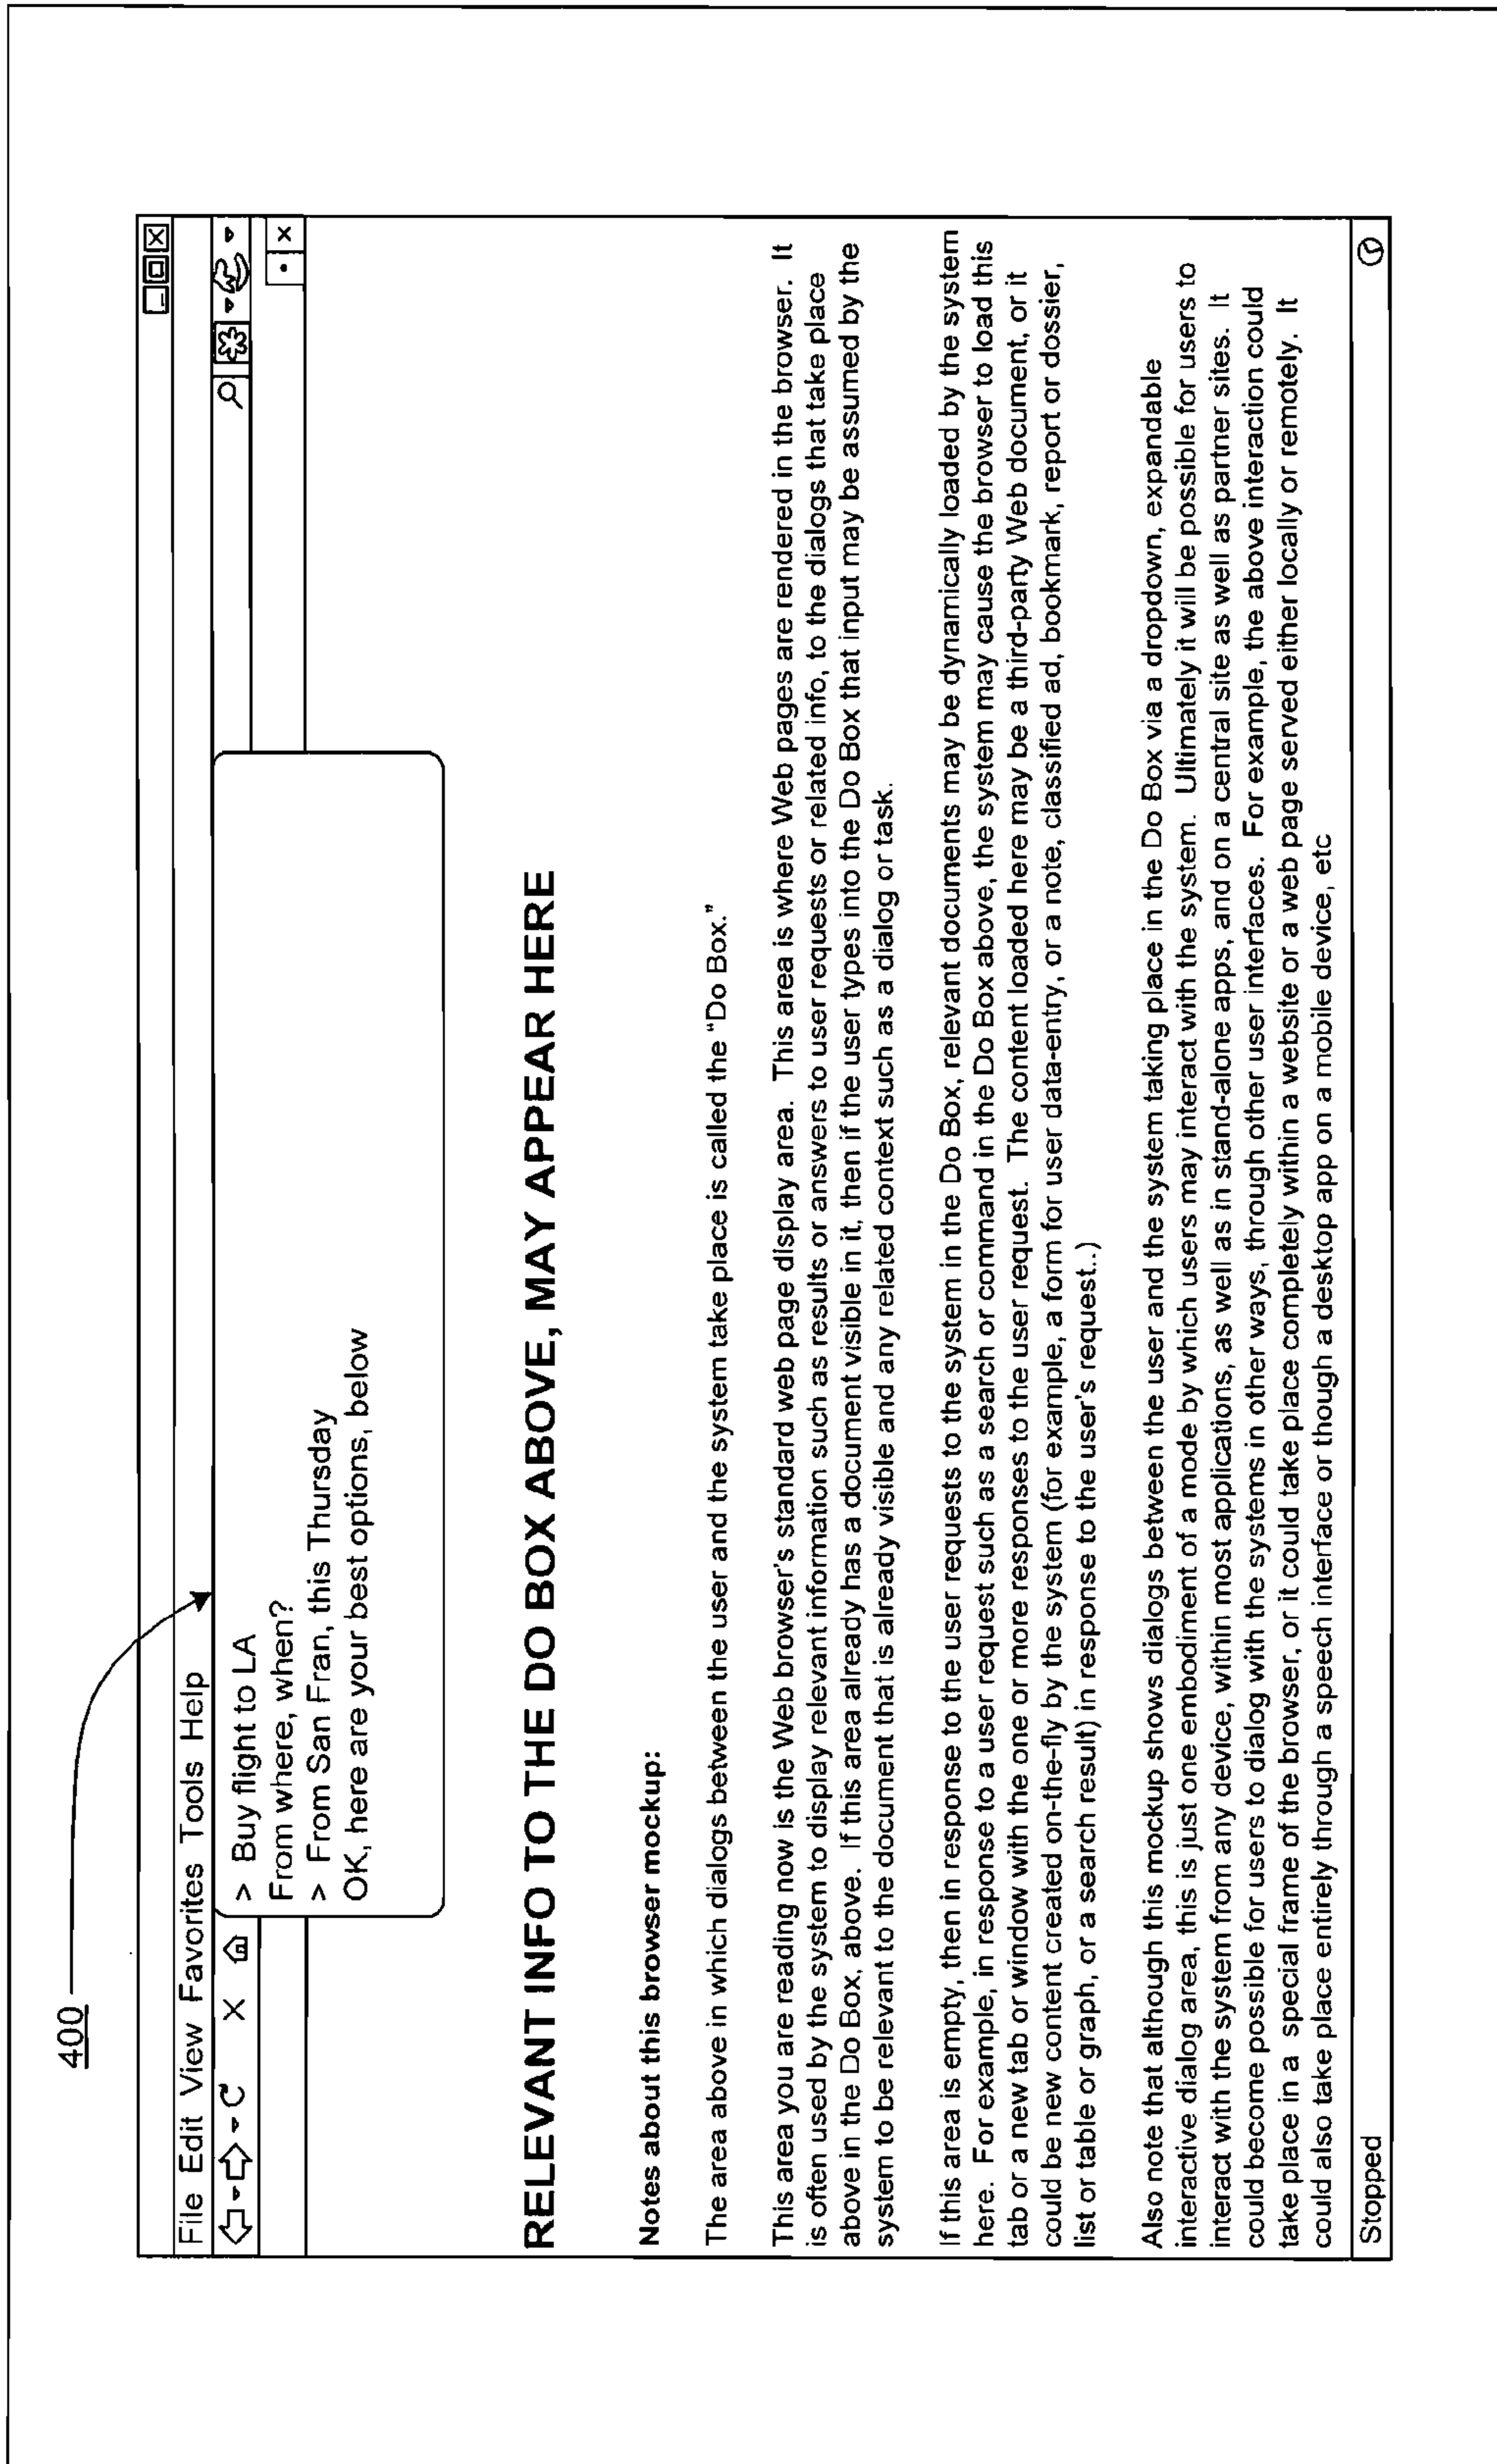 400
File Edit View Favorites Tools Help
> Buy flight to LA
From where, when?
> From San Fran, this Thursday
OK, here are your best options, below
RELEVANT INFO TO THE DO BOX ABOVE, MAY APPEAR HERE
Notes about this browser mockup:
The area above in which dialogs between the user and the system take place is called the “Do Box.”
This area you are reading now is the Web browser's standard web page display area. This area is where Web pages are rendered in the browser. It
is often used by the system to display relevant information such as results or answers to user requests or related info, to the dialogs that take place
above in the Do Box, above. If this area already has a document visible in it, then if the user types into the Do Box that input may be assumed by the
system to be relevant to the document that is already visible and any related context such as a dialog or task.
If this area is empty, then in response to the user requests to the system in the Do Box, relevant documents may be dynamically loaded by the system
here. For example, in response to a user request such as a search or command in the Do Box above, the system may cause the browser to load this
tab or a new tab or window with the one or more responses to the user request. The content loaded here may be a third-party Web document, or it
could be new content created on-the-fly by the system (for example, a form for user data-entry, or a note, classified ad, bookmark, report or dossier,
list or table or graph, or a search result) in response to the user's request..)
Also note that although this mockup shows dialogs between the user and the system taking place in the Do Box via a dropdown, expandable
interactive dialog area, this is just one embodiment of a mode by which users may interact with the system. Ultimately it will be possible for users to
interact with the system from any device, within most applications, as well as in stand-alone apps, and on a central site as well as partner sites. It
could become possible for users to dialog with the systems in other ways, through other user interfaces. For example, the above interaction could
take place in a special frame of the browser, or it could take place completely within a website or a web page served either locally or remotely. It
could also take place entirely through a speech interface or though a desktop app on a mobile device, etc
Stopped